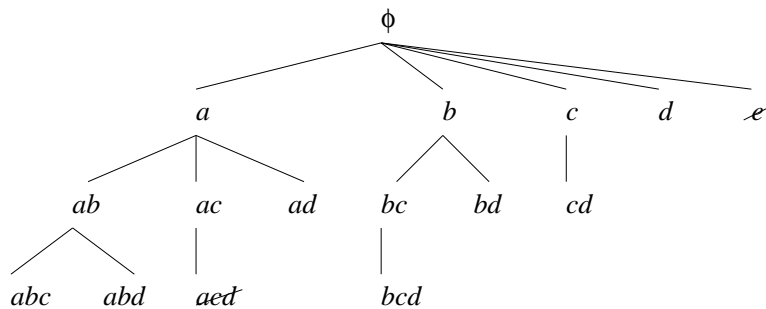 ϕ
a b c d e
ab ac ad bc bd cd
abc abd acd bcd